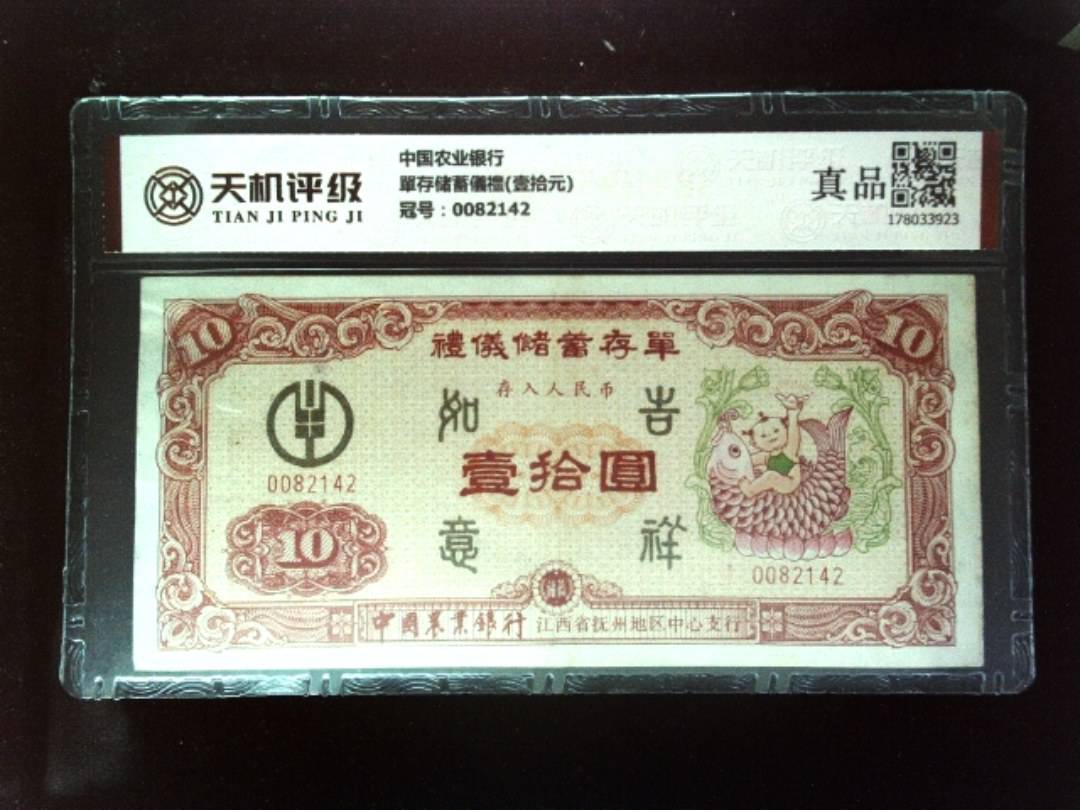 天机评级
TIAN JI PING JI
中国农业银行
單存储蓄儀禮(壹拾元)
冠号：0082142
真品
178033923
10
10
禮儀儲蓄存單
存入人民币
如 吉
意 祥
壹拾圓
0082142
10
0082142
中國農業銀行 江西省抚州地区中心支行